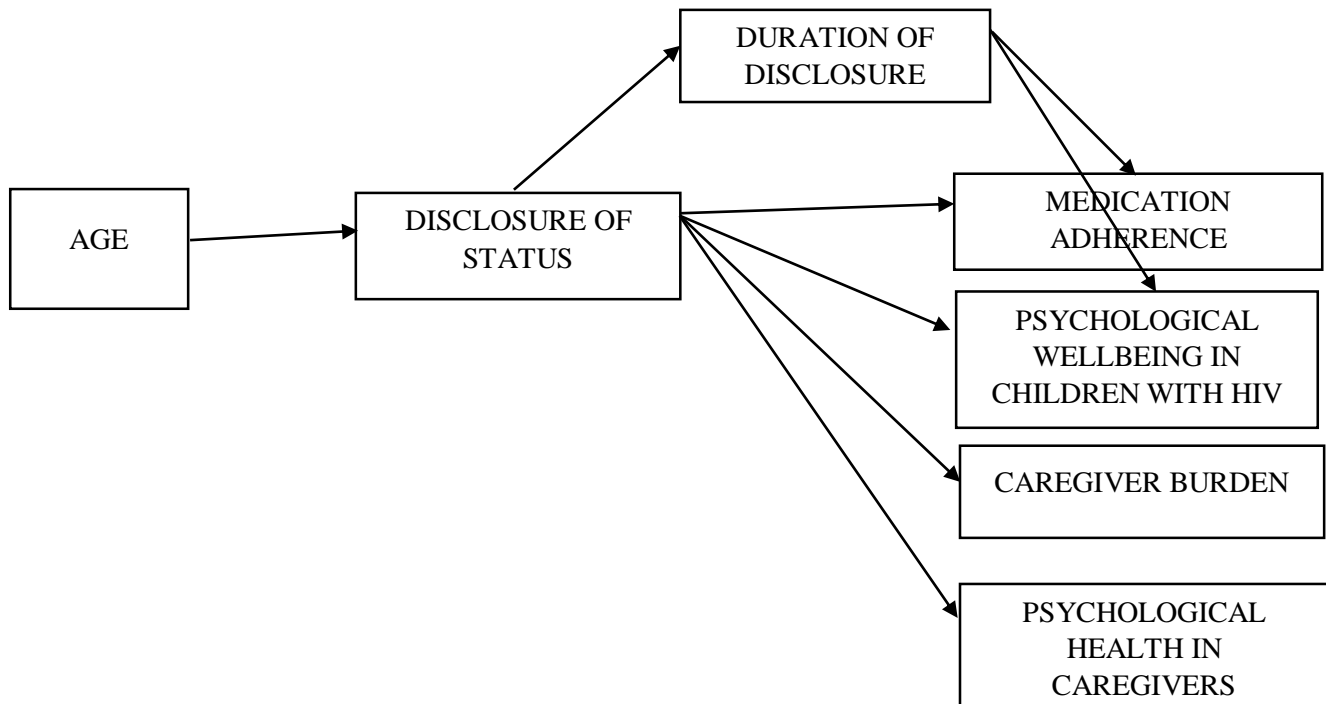 DURATION OF
DISCLOSURE
AGE
DISCLOSURE OF
STATUS
MEDICATION
ADHERENCE
PSYCHOLOGICAL
WELLBEING IN
CHILDREN WITH HIV
CAREGIVER BURDEN
PSYCHOLOGICAL
HEALTH IN
CAREGIVERS